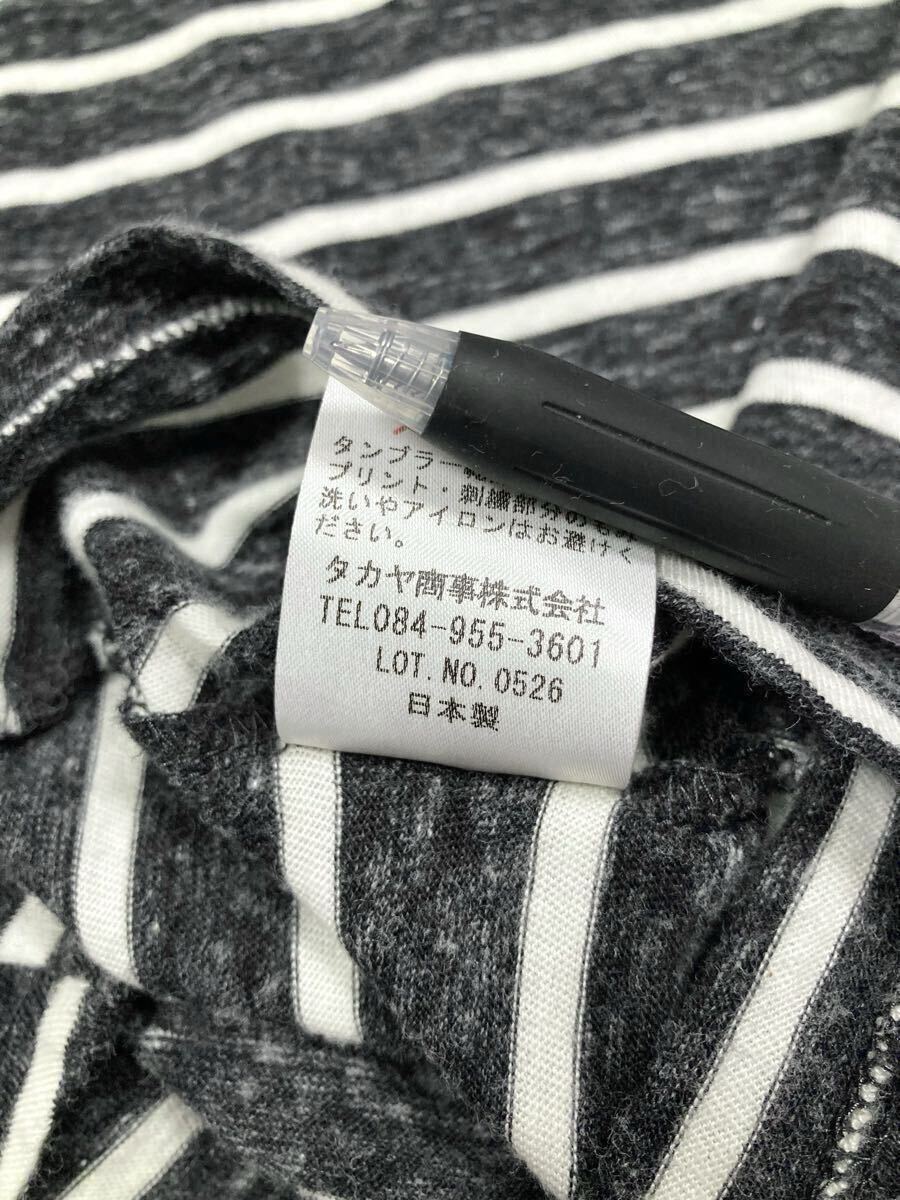 タンブラー
プリント・刺繍部分のもみ
洗いやアイロンはお避けく
ださい。
タカヤ商事株式会社
TEL084-955-3601
LOT. NO. 0526
日本製